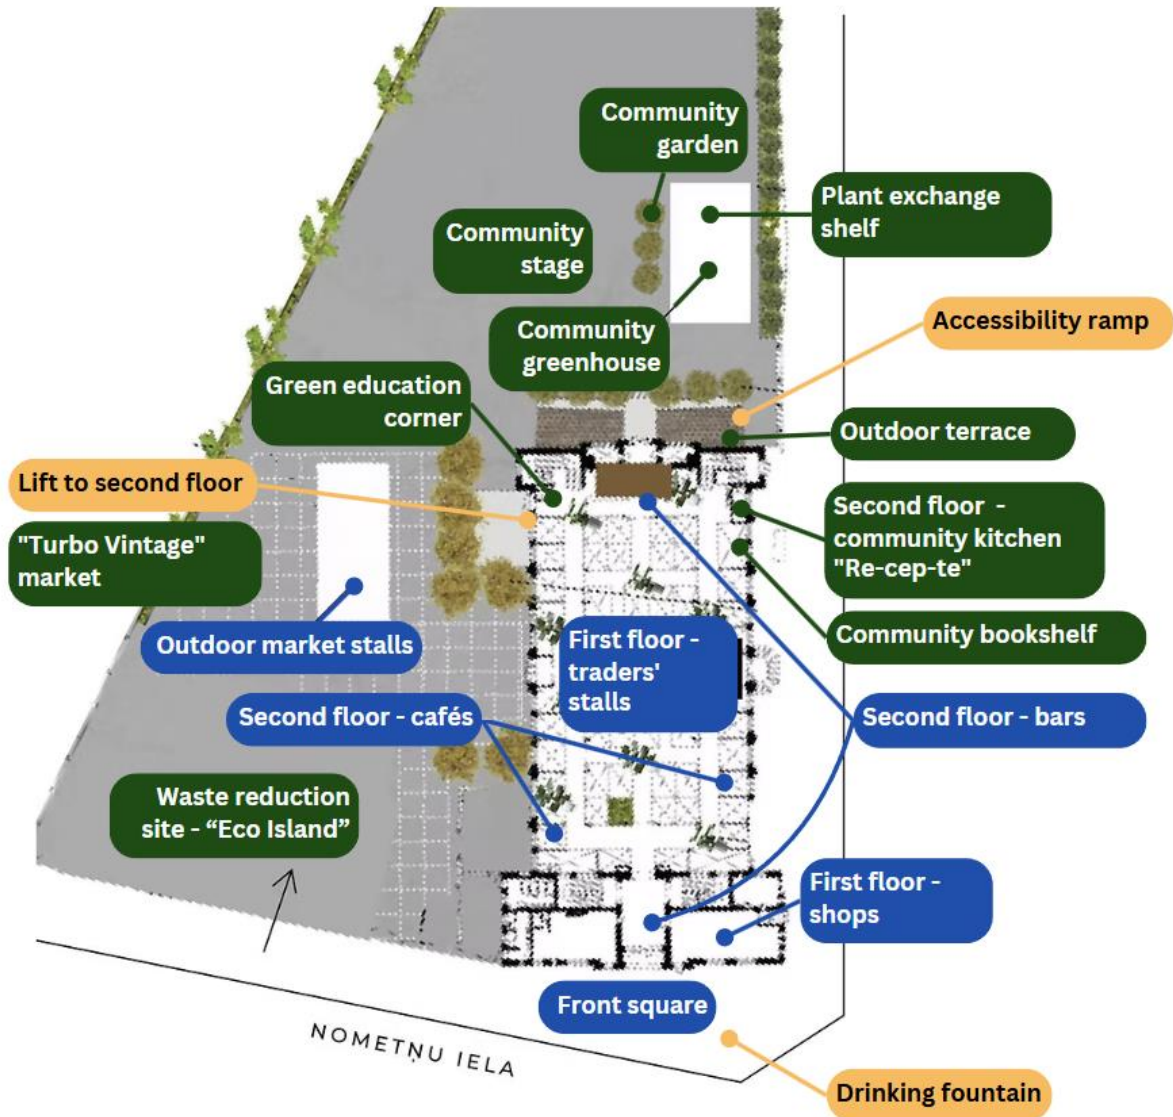 Community
garden
Plant exchange
shelf
Community
stage
Accessibility ramp
Community
greenhouse
Green education
corner
Outdoor terrace
Lift to second floor
Second floor -
community kitchen
"Re-cep-te"
"Turbo Vintage"
market
Outdoor market stalls
First floor -
traders'
stalls
Community bookshelf
Second floor - cafés
Second floor - bars
Waste reduction
site - “Eco Island”
First floor -
shops
Front square
NOMETŅU IELA
Drinking fountain